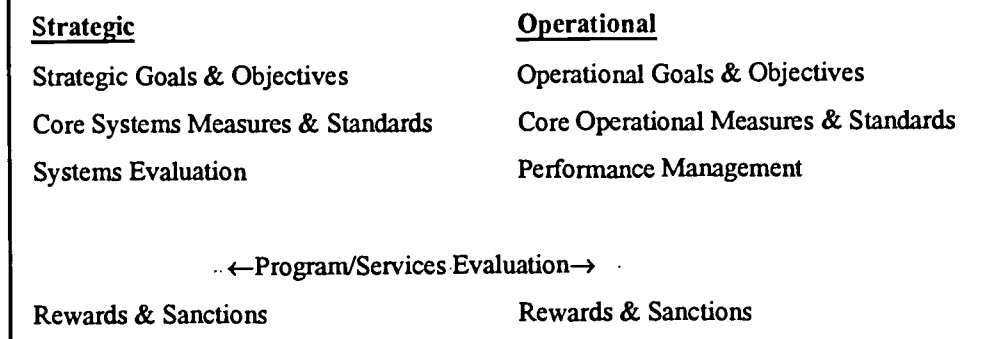 Strategic Operational
Strategic Goals & Objectives Operational Goals & Objectives
Core Systems Measures & Standards Core Operational Measures & Standards
Systems Evaluation Performance Management
←Program/Services Evaluation→
Rewards & Sanctions Rewards & Sanctions